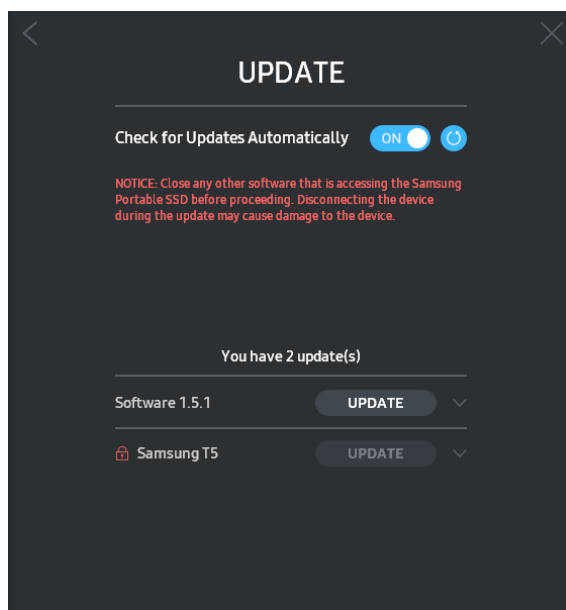 UPDATE
Check for Updates Automatically ON
NOTICE: Close any other software that is accessing the Samsung
Portable SSD before proceeding. Disconnecting the device
during the update may cause damage to the device.
You have 2 update(s)
Software 1.5.1 UPDATE
Samsung T5 UPDATE